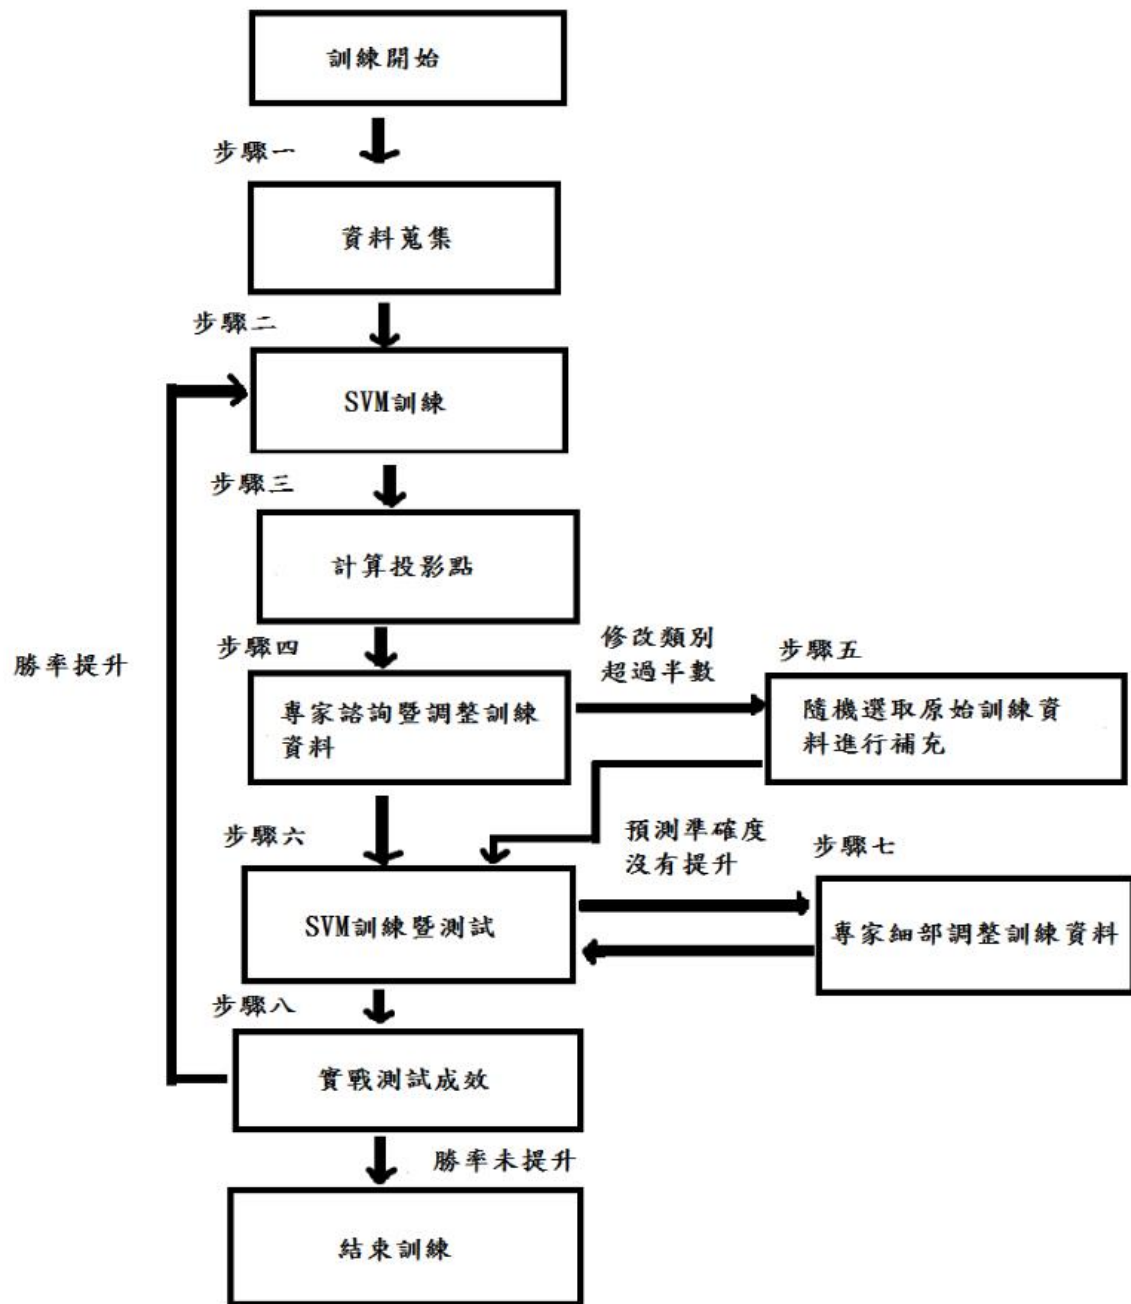 訓練開始
步驟一
資料蒐集
步驟二
SVM訓練
步驟三
計算投影點
步驟四
修改類別
超過半數
步驟五
勝率提升
專家諮詢暨調整訓練
資料
隨機選取原始訓練資
料進行補充
步驟六
預測準確度
沒有提升
步驟七
SVM訓練暨測試
專家細部調整訓練資料
步驟八
實戰測試成效
勝率未提升
結束訓練